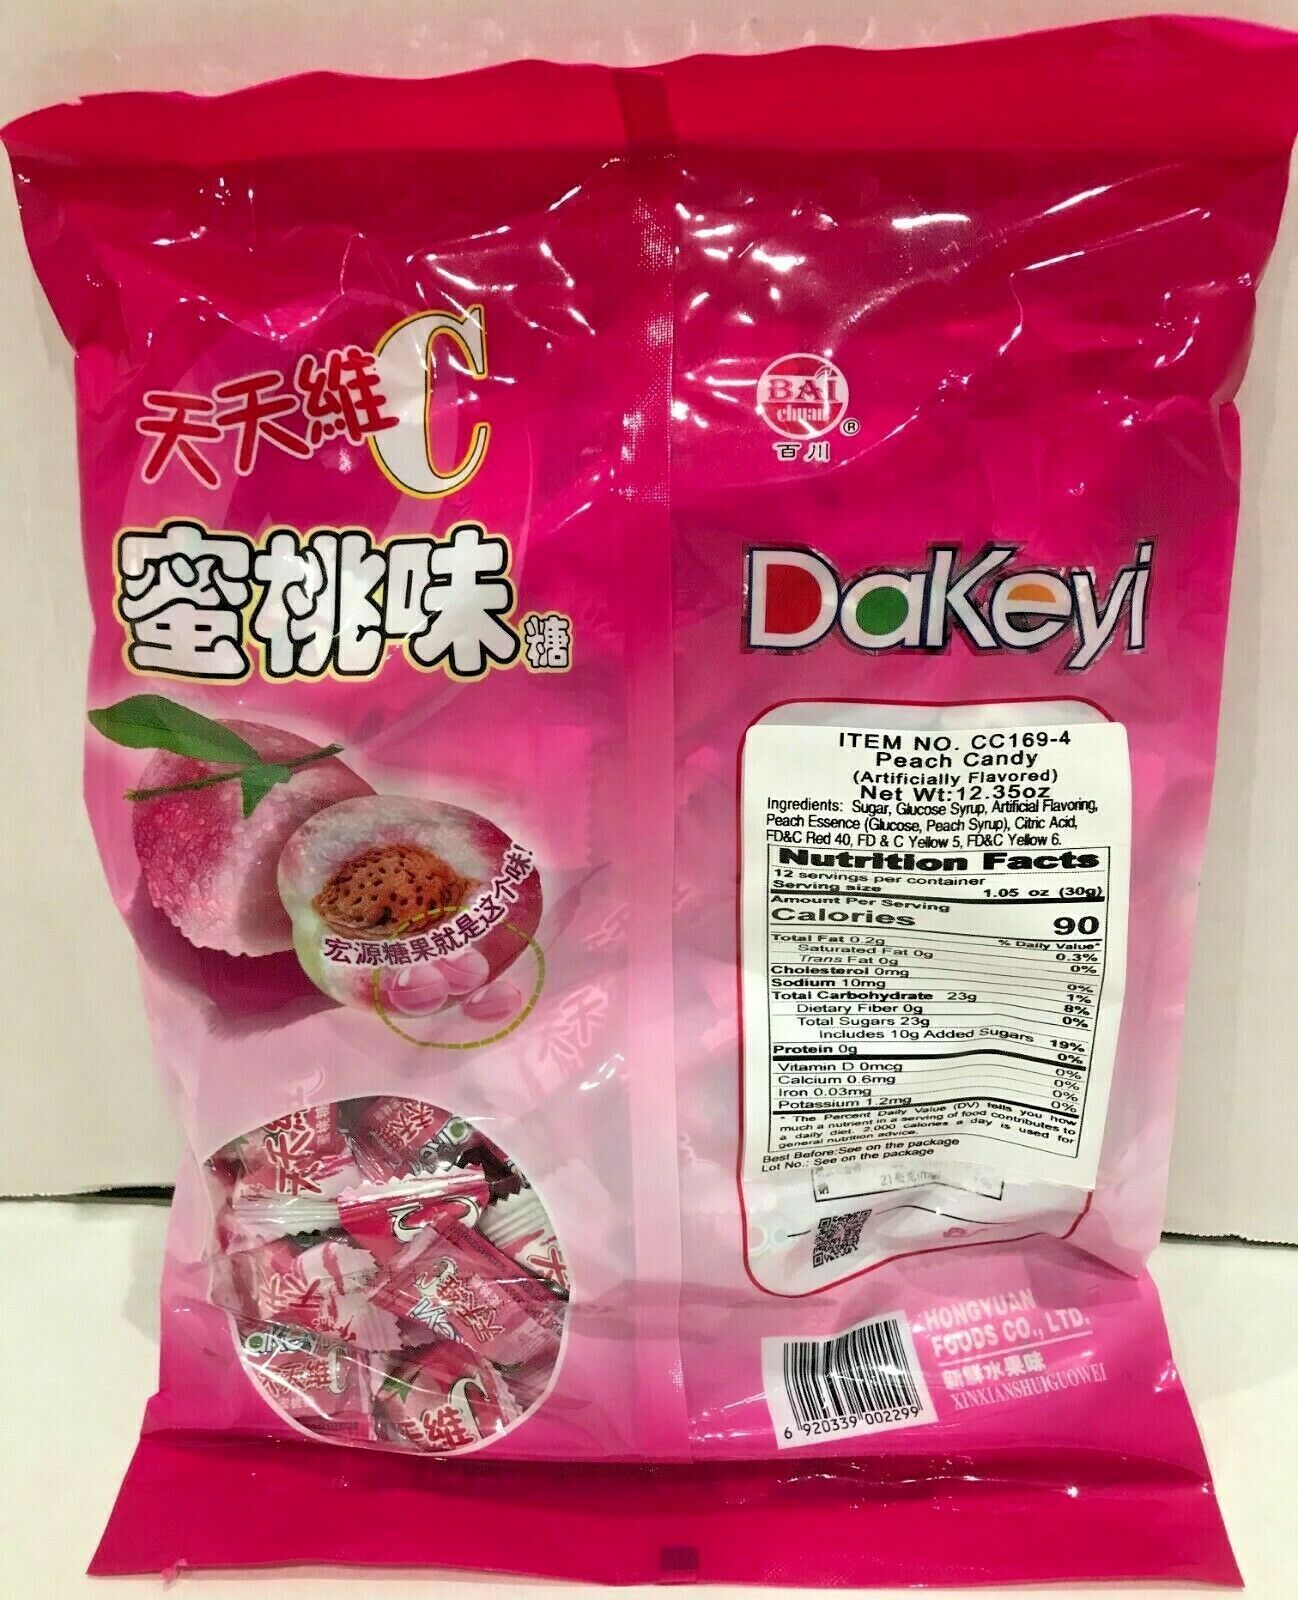 天天維C
蜜桃味糖
宏源糖果就是这个味!
BAi
chuan
®
百川
DaKeyi
ITEM NO. CC169-4
Peach Candy
(Artificially Flavored)
Net Wt:12.35oz
Ingredients: Sugar, Glucose Syrup, Artificial Flavoring,
Peach Essence (Glucose, Peach Syrup), Citric Acid,
FD&C Red 40, FD & C Yellow 5, FD&C Yellow 6.
Nutrition Facts
12 servings per container
Serving size 1.05 oz (30g)
Amount Per Serving
Calories 90
% Daily Value*
Total Fat 0.2g 0.3%
Saturated Fat 0g 0%
Trans Fat 0g
Cholesterol 0mg 0%
Sodium 10mg 1%
Total Carbohydrate 23g 8%
Dietary Fiber 0g 0%
Total Sugars 23g
Includes 10g Added Sugars 19%
Protein 0g 0%
Vitamin D 0mcg 0%
Calcium 0.6mg 0%
Iron 0.03mg 0%
Potassium 1.2mg 0%
* The Percent Daily Value (DV) tells you how
much a nutrient in a serving of food contributes to
a daily diet. 2,000 calories a day is used for
general nutrition advice.
Best Before:See on the package
Lot No.: See on the package
HONGYUAN
FOODS CO., LTD.
新鲜水果味
XINXIANSHUIGUOWEI
6 920339 002299